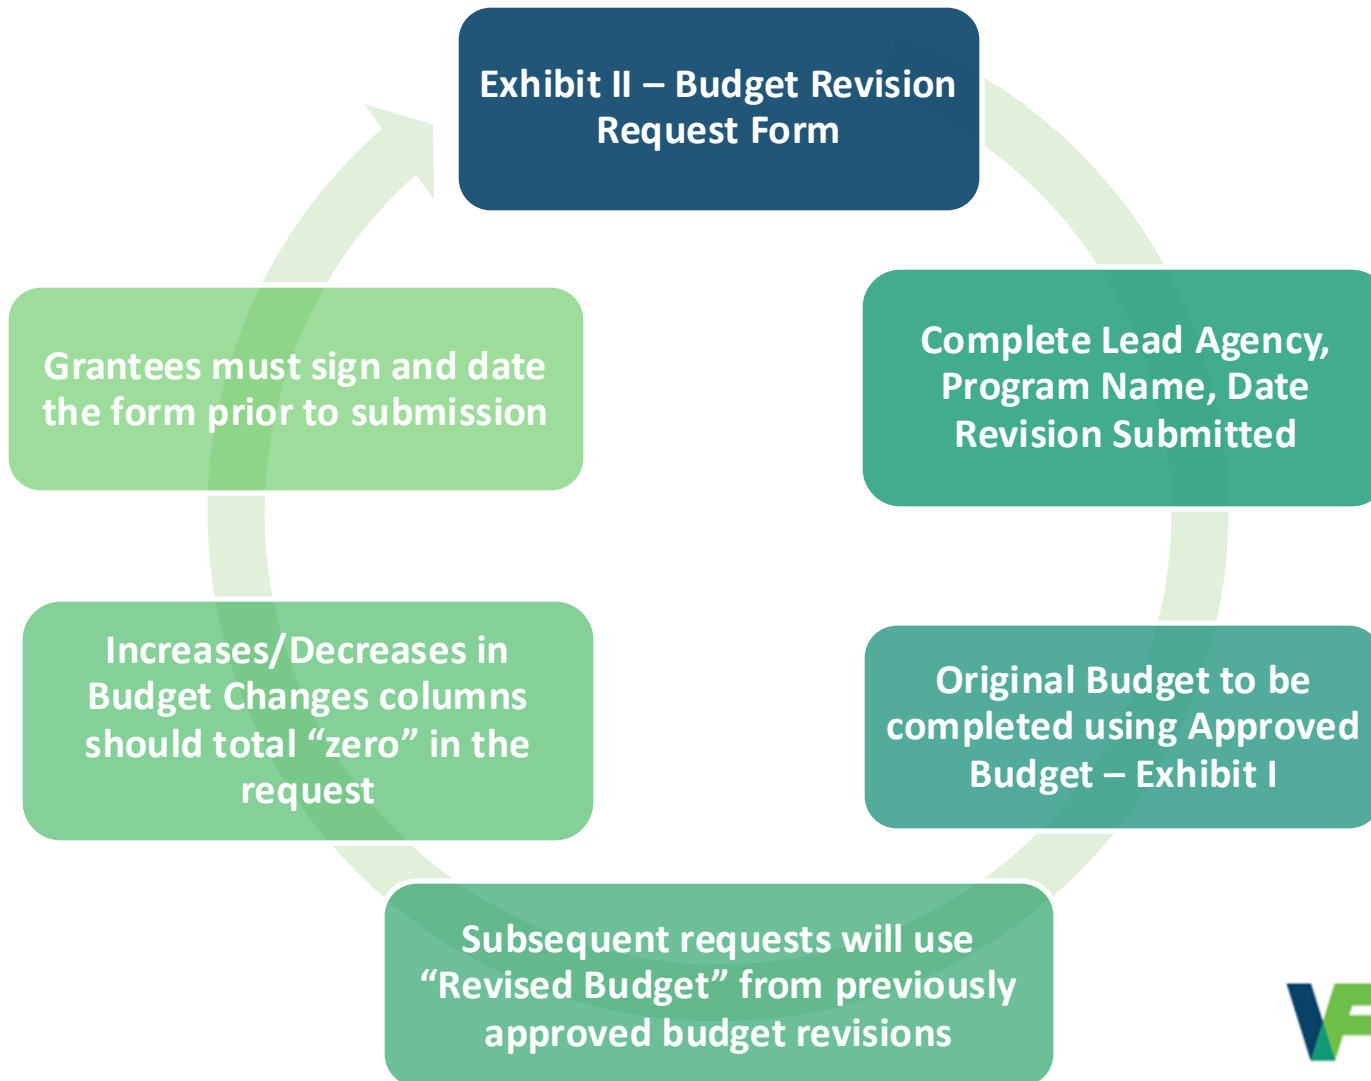 Exhibit II – Budget Revision
Request Form
Complete Lead Agency,
Program Name, Date
Revision Submitted
Original Budget to be
completed using Approved
Budget – Exhibit I
Subsequent requests will use
“Revised Budget” from previously
approved budget revisions
Increases/Decreases in
Budget Changes columns
should total “zero” in the
request
Grantees must sign and date
the form prior to submission